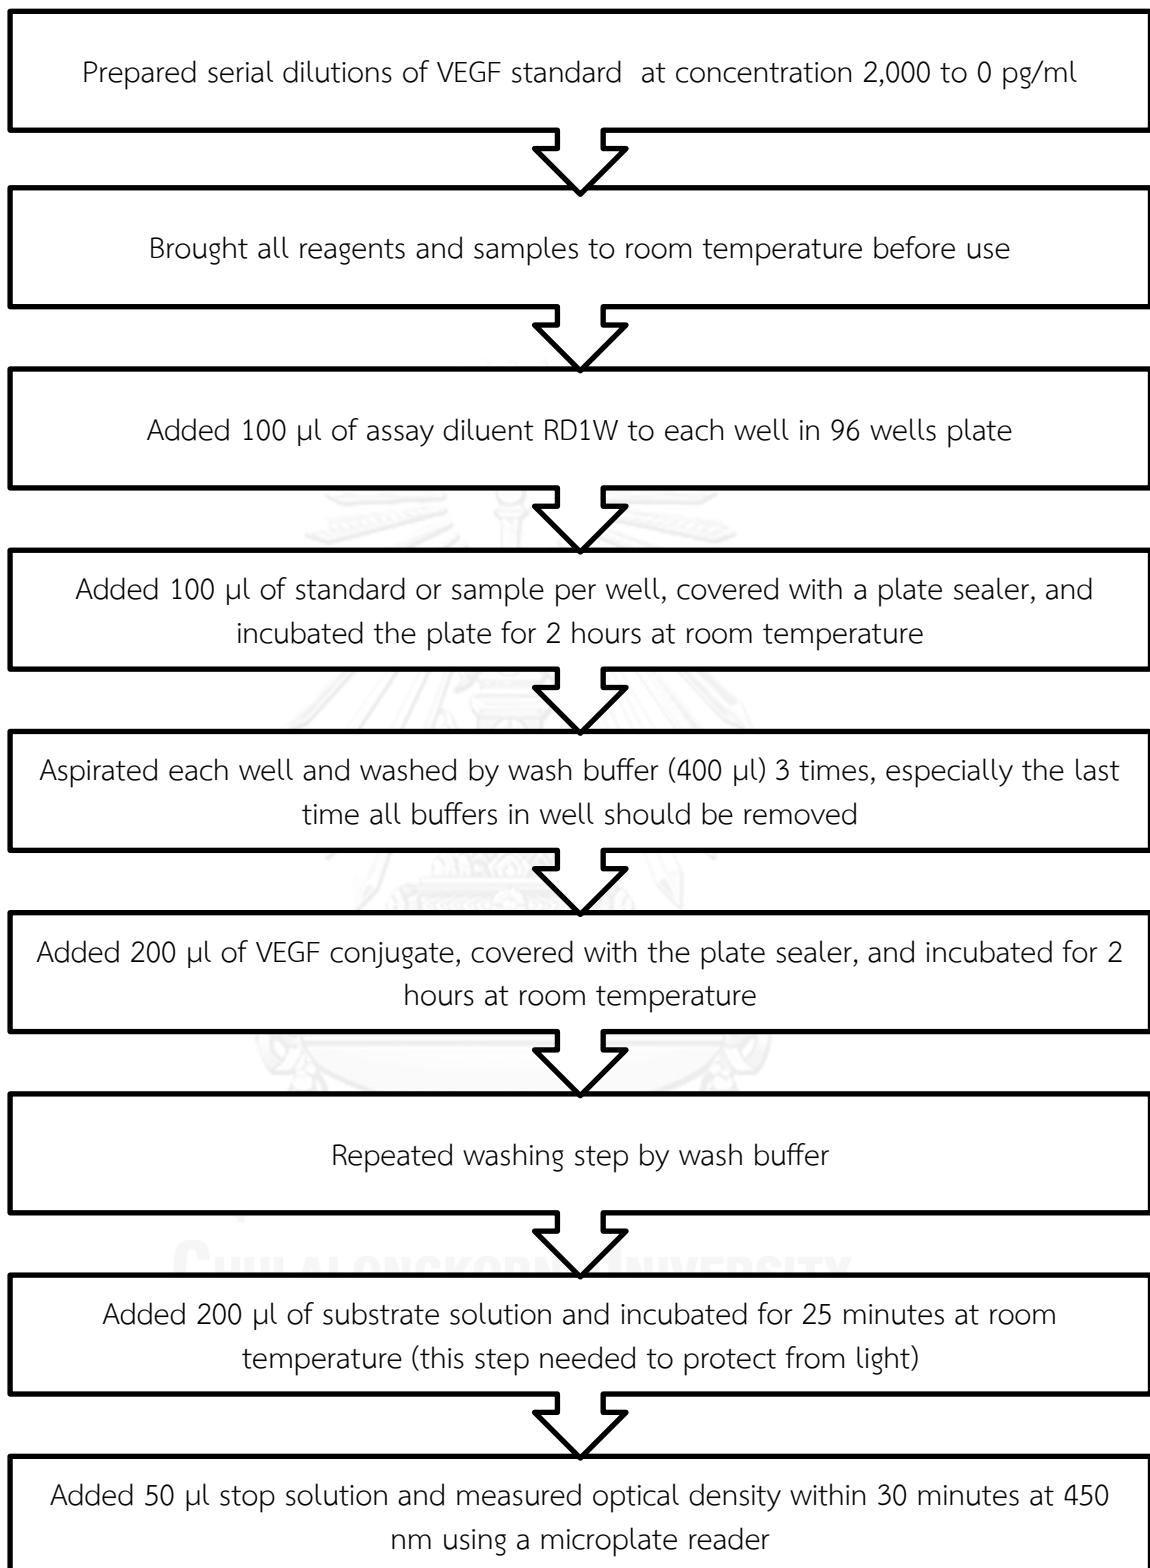 Prepared serial dilutions of VEGF standard at concentration 2,000 to 0 pg/ml
Brought all reagents and samples to room temperature before use
Added 100 µl of assay diluent RD1W to each well in 96 wells plate
Added 100 µl of standard or sample per well, covered with a plate sealer, and
incubated the plate for 2 hours at room temperature
Aspirated each well and washed by wash buffer (400 µl) 3 times, especially the last
time all buffers in well should be removed
Added 200 µl of VEGF conjugate, covered with the plate sealer, and incubated for 2
hours at room temperature
Repeated washing step by wash buffer
CHULALONGKORN UNIVERSITY
Added 200 µl of substrate solution and incubated for 25 minutes at room
temperature (this step needed to protect from light)
Added 50 µl stop solution and measured optical density within 30 minutes at 450
nm using a microplate reader